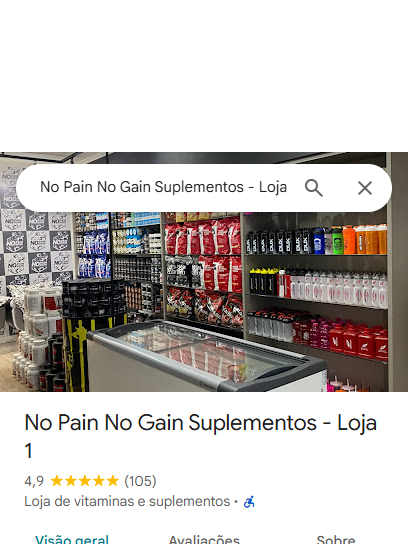 No Pain No Gain Suplementos - Loja
No Pain No Gain Suplementos - Loja
1
4,9 (105)
Loja de vitaminas e suplementos ·
Visão geral Avaliações Sobre